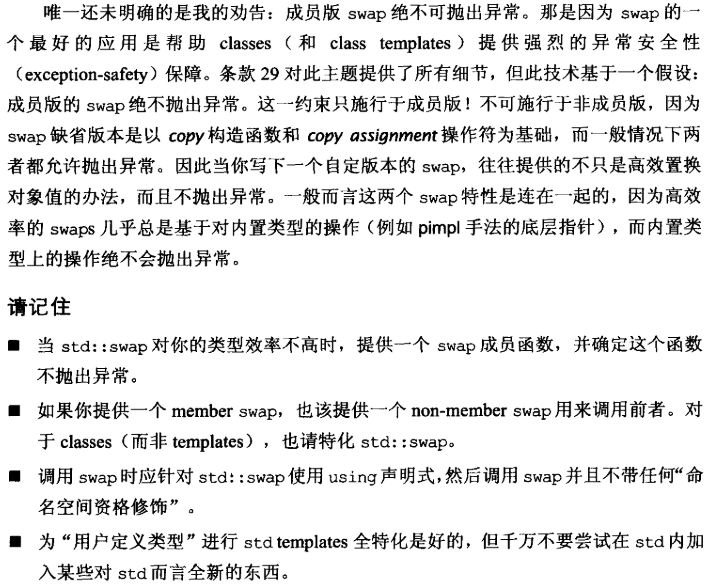 唯一还未明确的是我的劝告：成员版 swap 绝不可抛出异常。那是因为 swap 的一
个最好的应用是帮助 classes（和 class templates）提供强烈的异常安全性
（exception-safety）保障。条款 29 对此主题提供了所有细节，但此技术基于一个假设：
成员版的 swap 绝不抛出异常。这一约束只施行于成员版！不可施行于非成员版，因为
swap 缺省版本是以 copy 构造函数和 copy assignment 操作符为基础，而一般情况下两
者都允许抛出异常。因此当你写下一个自定版本的 swap，往往提供的不只是高效置换
对象值的办法，而且不抛出异常。一般而言这两个 swap 特性是连在一起的，因为高效
率的 swaps 几乎总是基于对内置类型的操作（例如 pimpl 手法的底层指针），而内置类
型上的操作绝不会抛出异常。
请记住
■ 当 std::swap 对你的类型效率不高时，提供一个 swap 成员函数，并确定这个函数
不抛出异常。
■ 如果你提供一个 member swap，也该提供一个 non-member swap 用来调用前者。对
于 classes（而非 templates），也请特化 std::swap。
■ 调用 swap 时应针对 std::swap 使用 using 声明式，然后调用 swap 并且不带任何“命
名空间资格修饰”。
■ 为“用户定义类型”进行 std templates 全特化是好的，但千万不要尝试在 std 内加
入某些对 std 而言全新的东西。